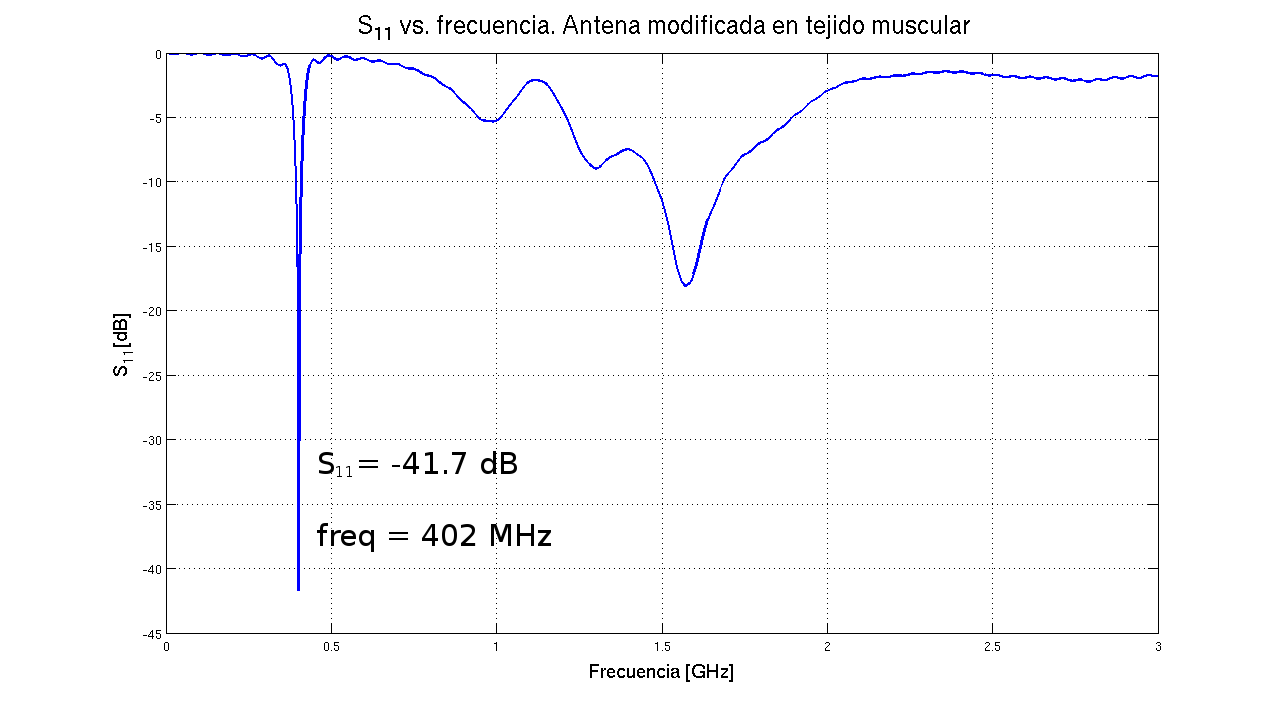 S11 vs. frecuencia. Antena modificada en tejido muscular
0
-5
-10
-15
-20
-25
-30
-35
-40
-45
S11[dB]
S11= -41.7 dB
freq = 402 MHz
0 0.5 1 1.5 2 2.5 3
Frecuencia [GHz]